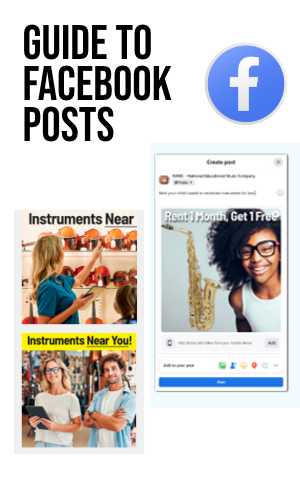 GUIDE TO
FACEBOOK
POSTS
f
Create post
NEMC - National Educational Music Company
Public
Rent your child's band or orchestra instrument for less!
Instruments Near
Rent 1 Month, Get 1 Free
Instruments Near You!
Add photos and videos from your mobile device.
Add
Add to your post
Post